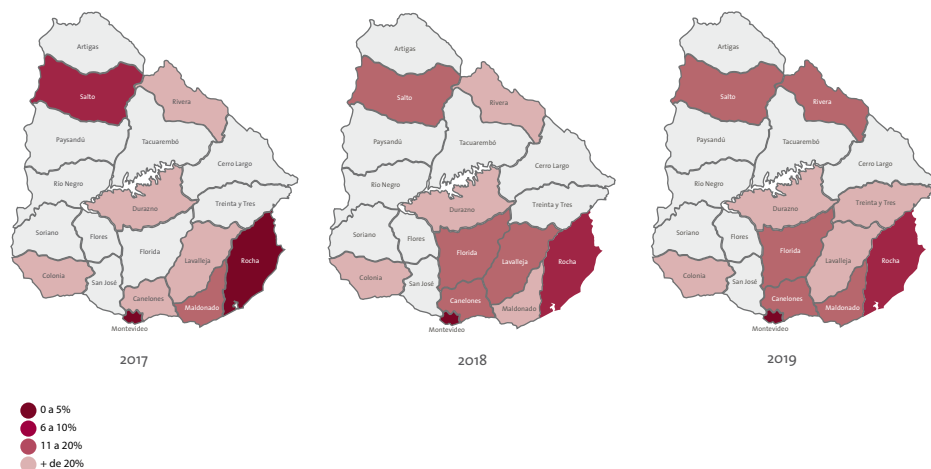 Artigas
Salto
Rivera
Paysandú
Tacuarembó
Cerro Largo
Río Negro
Durazno
Treinta y Tres
Soriano
Flores
Florida
Lavalleja
Rocha
Colonia
San José
Canelones
Maldonado
Montevideo
2017
Artigas
Salto
Rivera
Paysandú
Tacuarembó
Cerro Largo
Río Negro
Durazno
Treinta y Tres
Soriano
Flores
Florida
Lavalleja
Rocha
Colonia
San José
Canelones
Maldonado
Montevideo
2018
Artigas
Salto
Rivera
Paysandú
Tacuarembó
Cerro Largo
Río Negro
Durazno
Treinta y Tres
Soriano
Flores
Florida
Lavalleja
Rocha
Colonia
San José
Canelones
Maldonado
Montevideo
2019
0 a 5%
6 a 10%
11 a 20%
+ de 20%